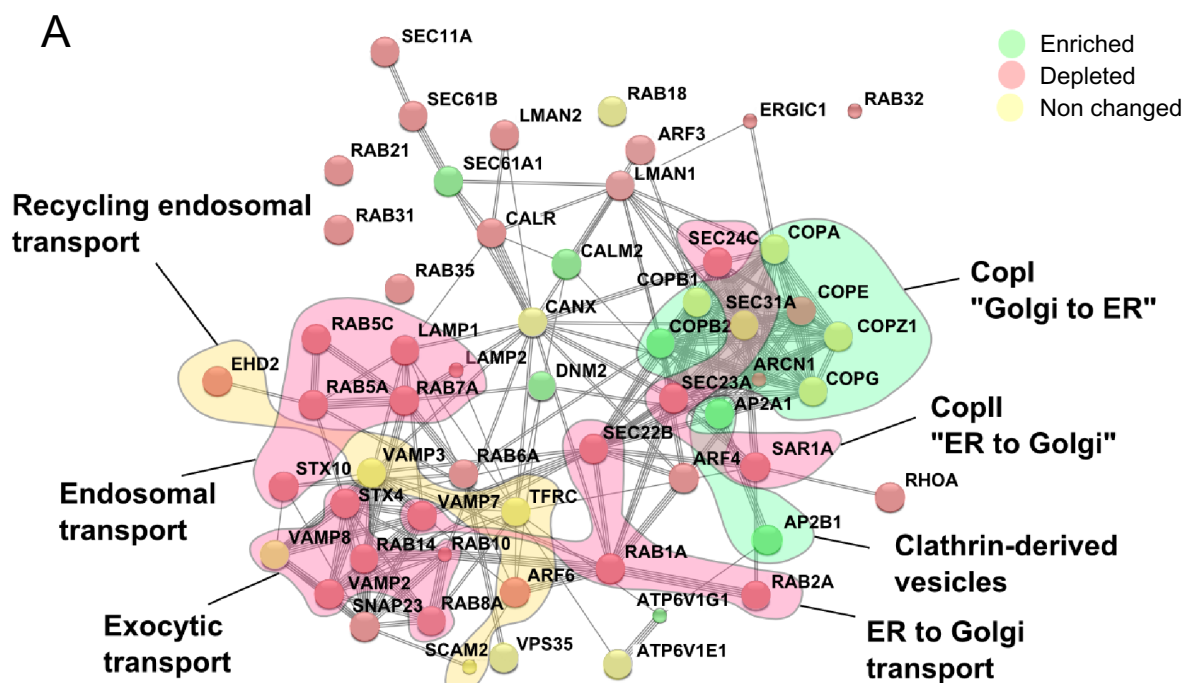 A
SEC11A
Enriched
Depleted
Non changed
SEC61B
RAB18
ERGIC1
RAB32
LMAN2
ARF3
RAB21
SEC61A1
LMAN1
Recycling endosomal
transport
RAB31
CALR
SEC24C
COPA
CALM2
RAB35
COPB1
COPE
CopI
"Golgi to ER"
SEC31A
CANX
COPB2
COPZ1
RAB5C
LAMP1
LAMP2
EHD2
DNM2
ARCN1
RAB5A
RAB7A
SEC23A
COPG
AP2A1
CopII
"ER to Golgi"
SEC22B
SAR1A
VAMP3
RAB6A
ARF4
STX10
RHOA
Endosomal
transport
STX4
VAMP7
TFRC
AP2B1
VAMP8
RAB14
RAB10
RAB1A
Clathrin-derived
vesicles
VAMP2
ARF6
RAB2A
SNAP23
RAB8A
ATP6V1G1
Exocytic
transport
SCAM2
VPS35
ATP6V1E1
ER to Golgi
transport